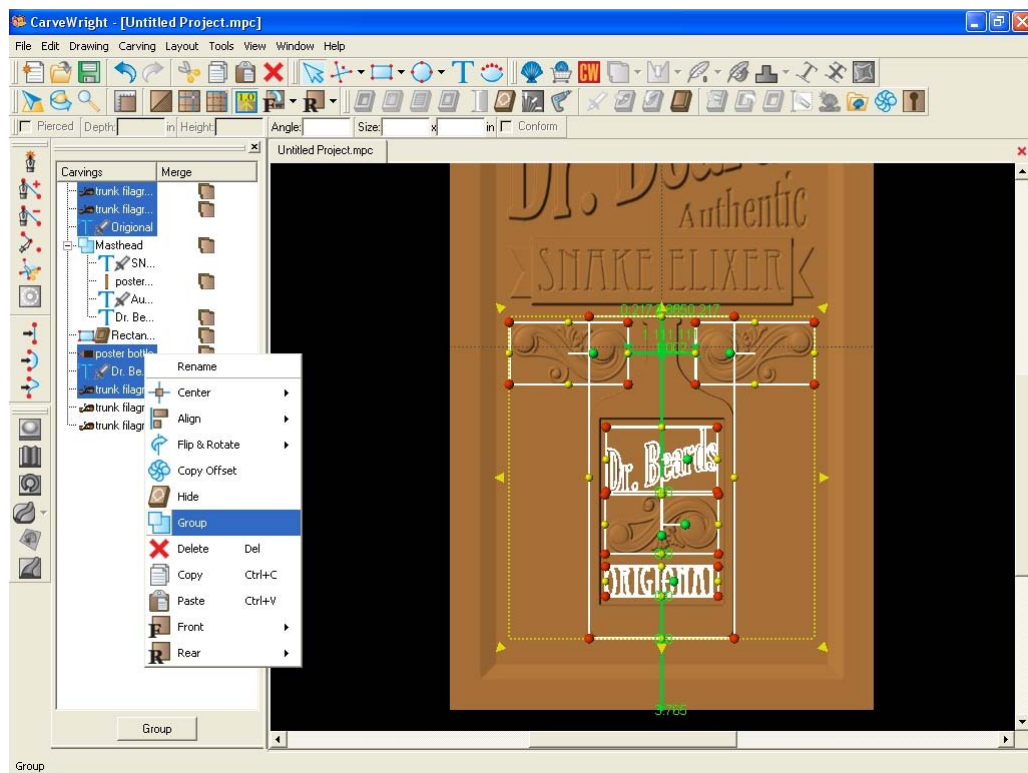 CarveWright - [Untitled Project.mpc]
File Edit Drawing Carving Layout Tools View Window Help
CW
Pierced Depth: in Height: Angle: Size: x in Conform
Untitled Project.mpc
Carvings Merge
trunk filagr...
trunk filagr...
Origional
Masthead
SN...
poster...
Au...
Dr. Be...
Rectan...
poster bottle
Dr. Be
trunk filagr
trunk filagr
trunk filagr
Rename
Center
Align
Flip & Rotate
Copy Offset
Hide
Group
Delete Del
Copy Ctrl+C
Paste Ctrl+V
F Front
R Rear
Group
Dr. Beards
Authentic
SNAKE ELIXER
Dr. Beards
ORIGIONAL
3.765
Group